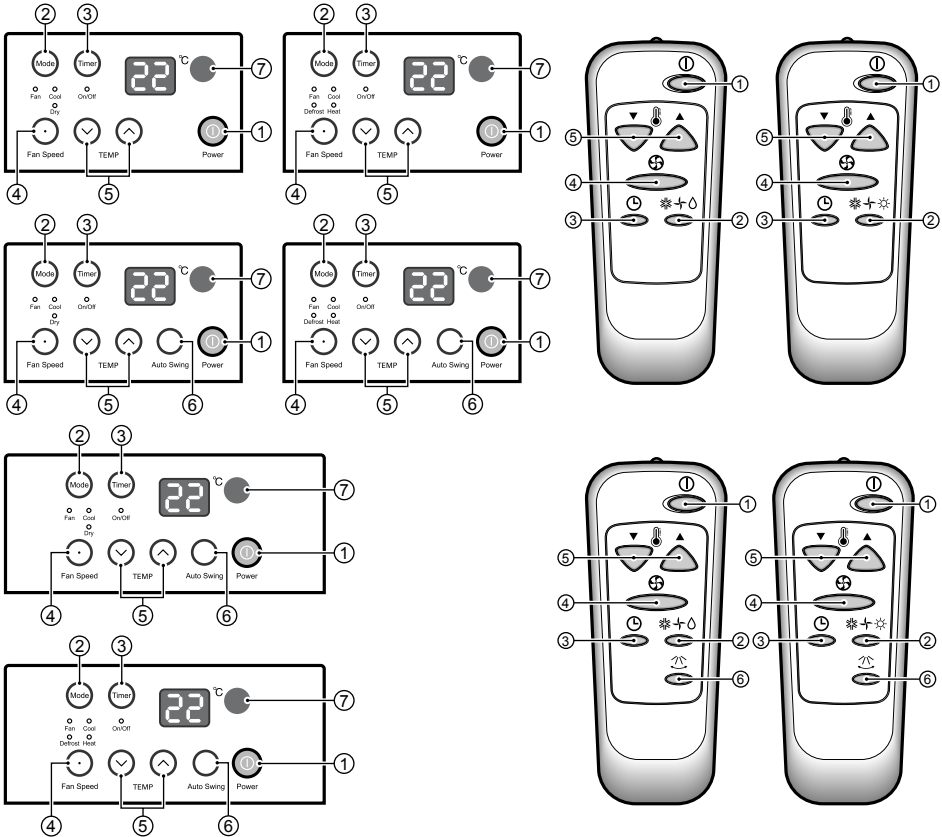 ② ③
Mode Timer 22 °C ⑦
Fan Cool On/Off
Dry
① 
④ Fan Speed TEMP Power
⑤
② ③
Mode Timer 22 °C ⑦
Fan Cool On/Off
Defrost Heat
①
④ Fan Speed TEMP Power
⑤
② ③
Mode Timer 22 °C ⑦
Fan Cool On/Off
Dry
①
④ Fan Speed TEMP Auto Swing Power
⑤ ⑥
② ③
Mode Timer 22 °C ⑦
Fan Cool On/Off
Defrost Heat
①
④ Fan Speed TEMP Auto Swing Power
⑤ ⑥
② ③
Mode Timer 22 °C ⑦
Fan Cool On/Off
Dry
①
④ Fan Speed TEMP Auto Swing Power
⑤ ⑥
② ③
Mode Timer 22 °C ⑦
Fan Cool On/Off
Defrost Heat
①
④ Fan Speed TEMP Auto Swing Power
⑤ ⑥
①
⑤
④
③ ②
①
⑤
④
③ ②
①
⑤
④
③ ②
⑥
①
⑤
④
③ ②
⑥